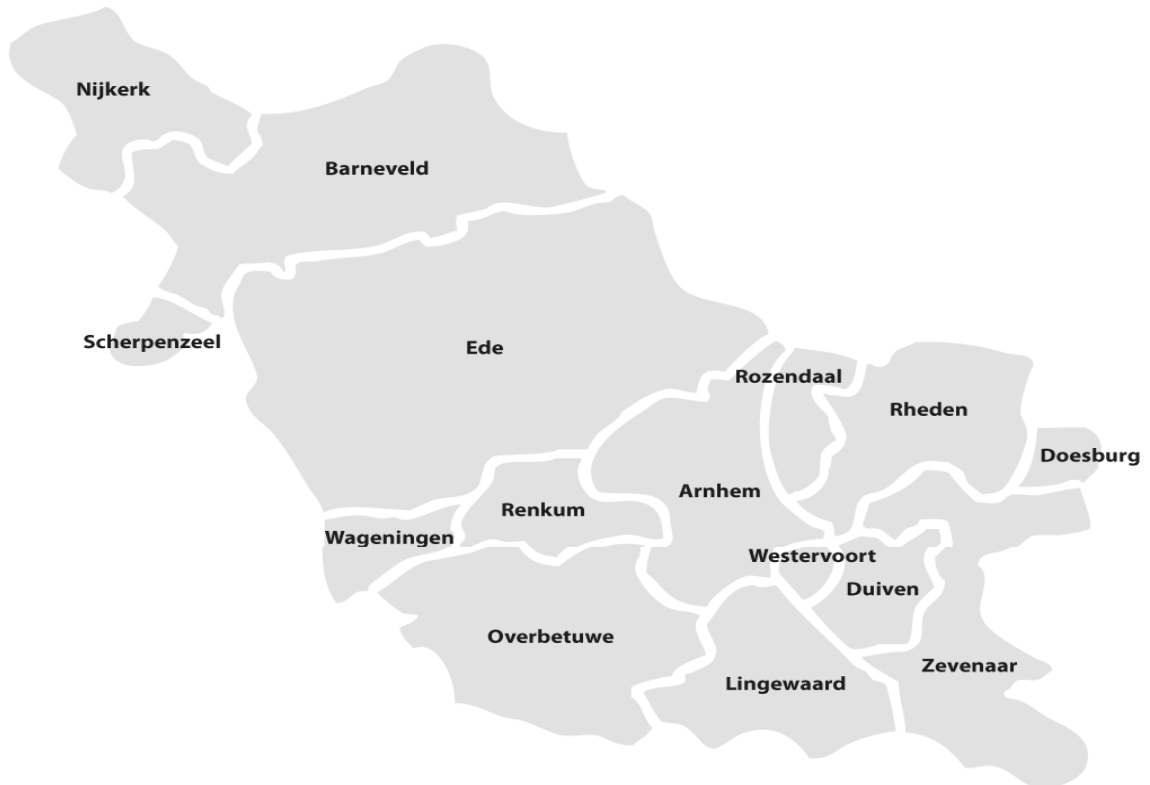 Nijkerk
Barneveld
Scherpenzeel
Ede
Rozendaal
Rheden
Doesburg
Arnhem
Renkum
Wageningen
Westervoort
Duiven
Overbetuwe
Zevenaar
Lingewaard